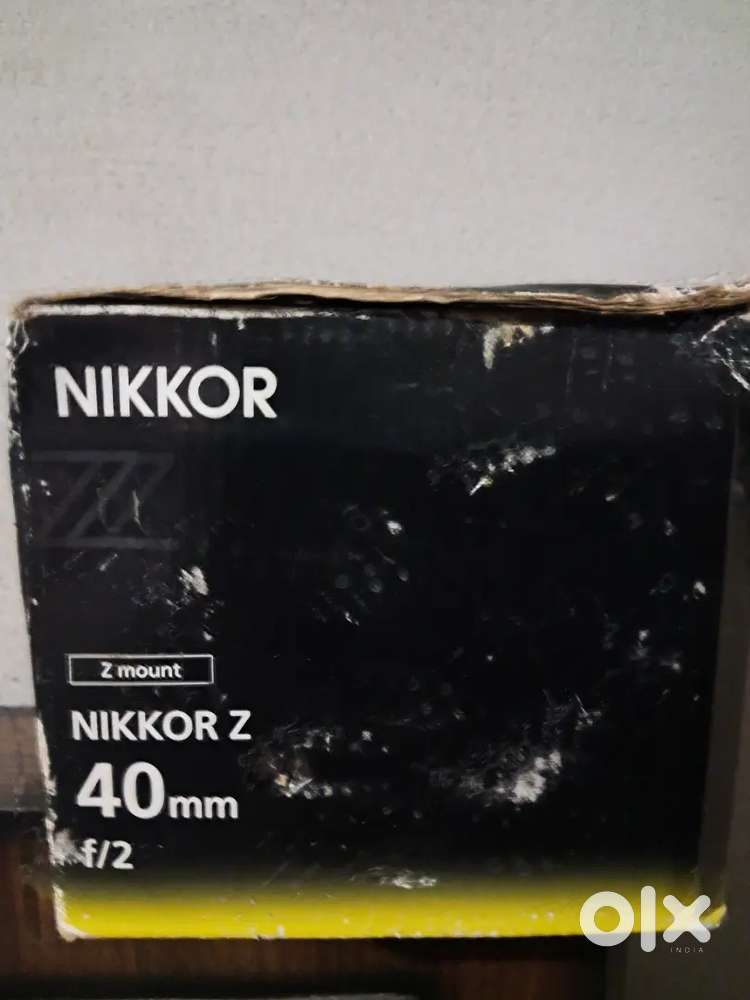 NIKKOR
Z
Z mount
NIKKOR Z
40mm
f/2
olx
INDIA